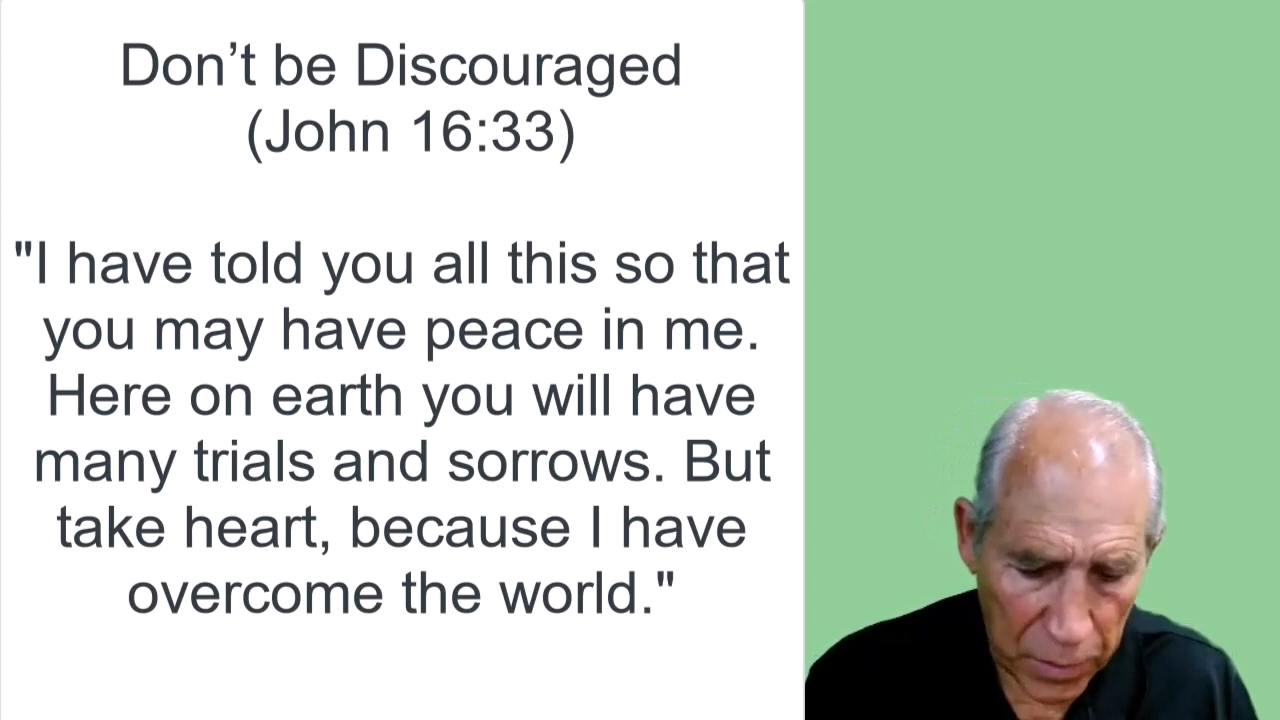 Don’t be Discouraged
(John 16:33)
"I have told you all this so that
you may have peace in me.
Here on earth you will have
many trials and sorrows. But
take heart, because I have
overcome the world."